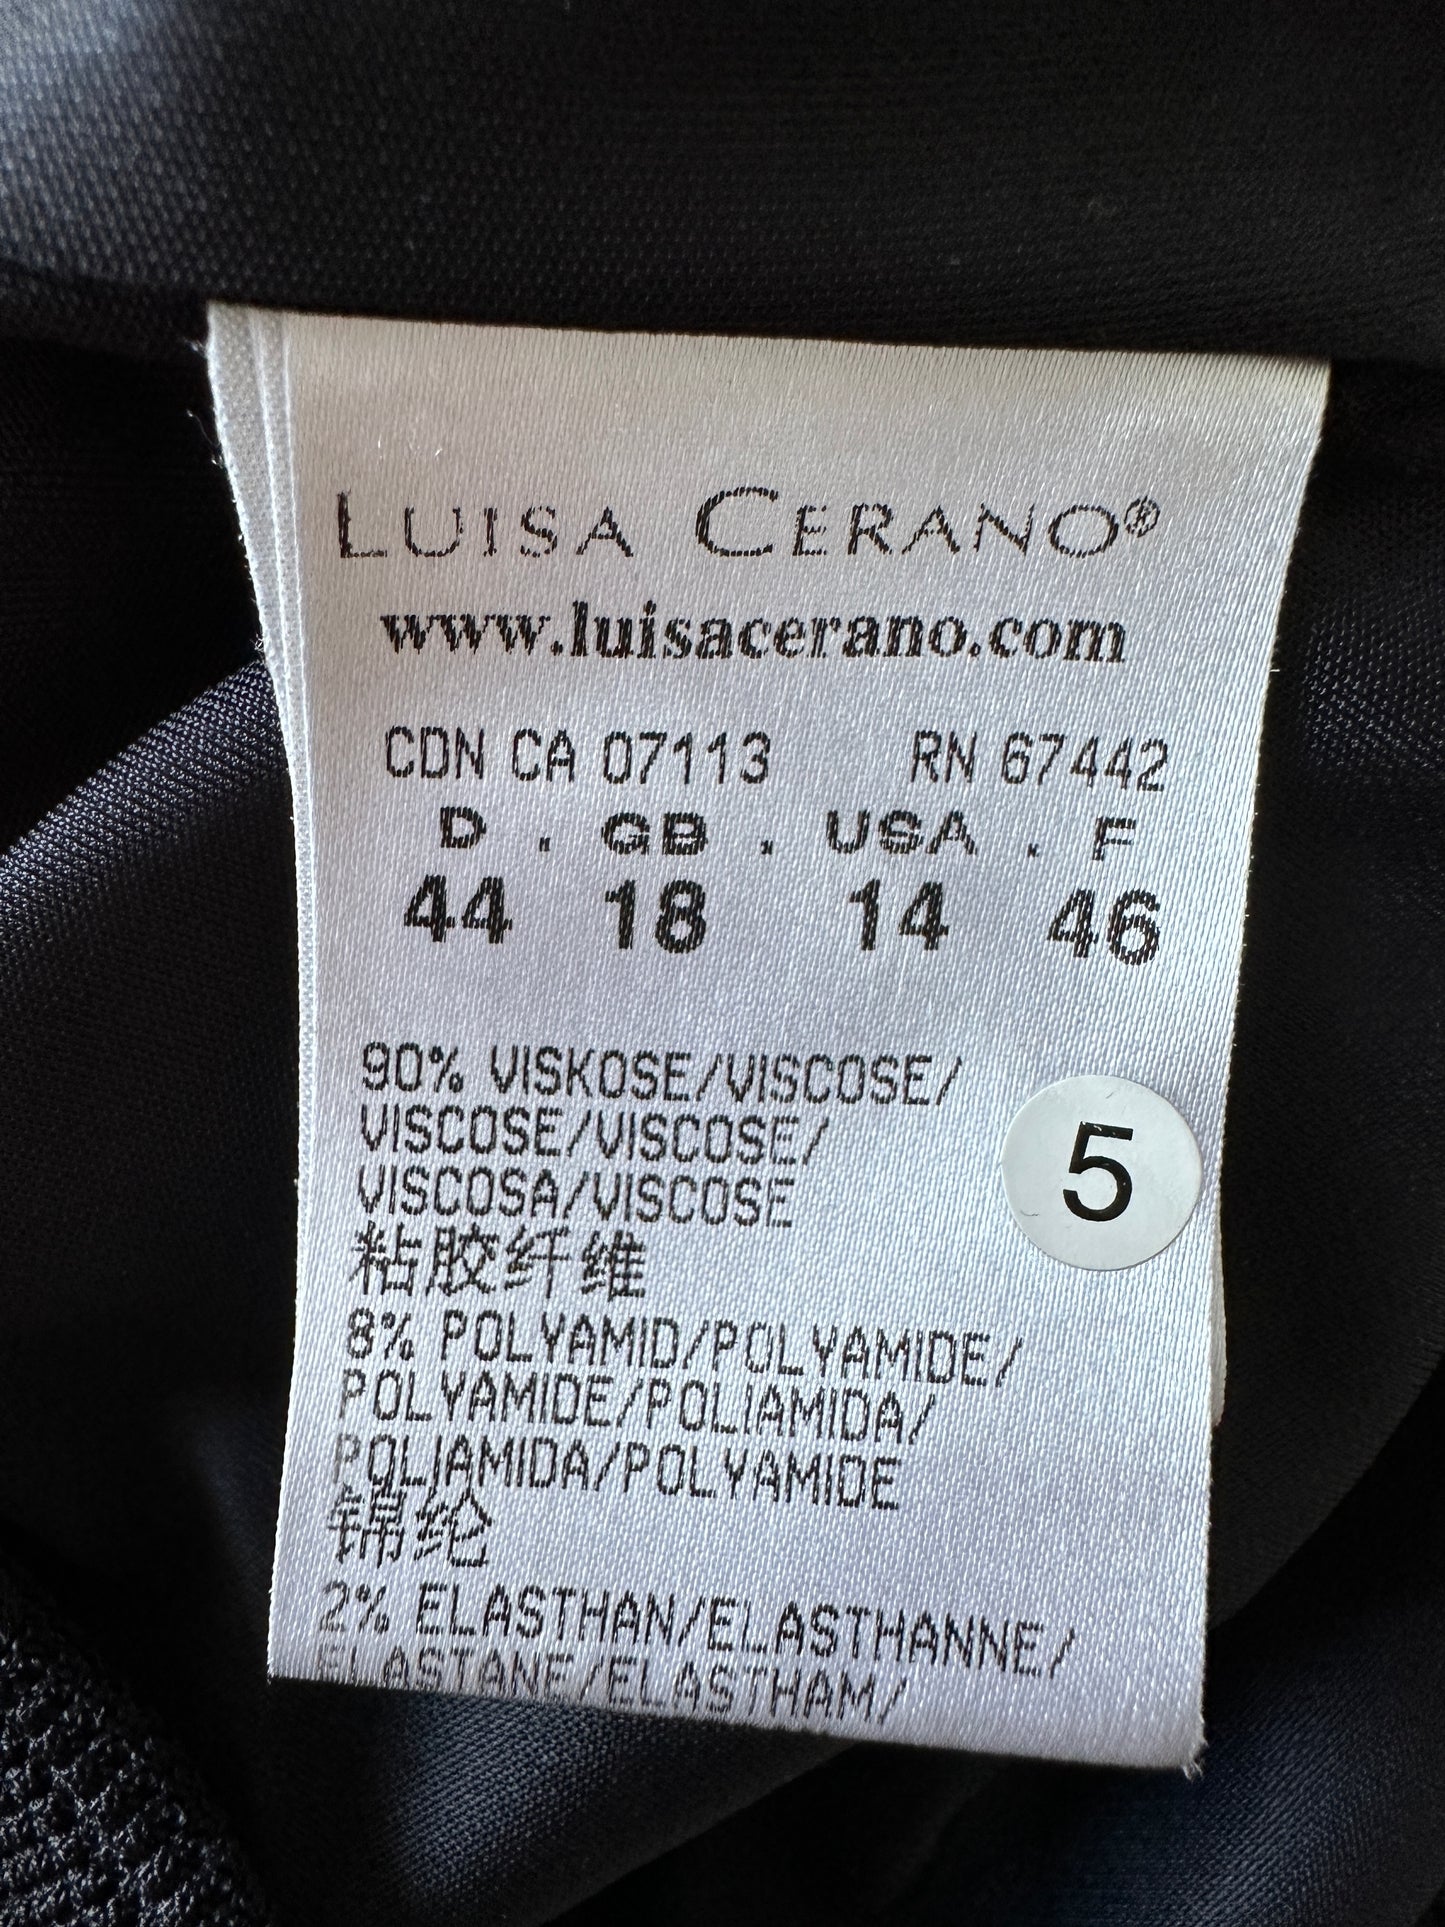 LUISA CERANO®
www.luisacerano.com
CDN CA 07113 RN 67442
D . GB . USA . F
44 18 14 46
90% VISKOSE/VISCOSE/
VISCOSE/VISCOSE/
VISCOSA/VISCOSE
5
粘胶纤维
8% POLYAMID/POLYAMIDE/
POLYAMIDE/POLIAMIDA/
POLIAMIDA/POLYAMIDE
锦纶
2% ELASTHAN/ELASTHANNE/
ELASTANE/ELASTHAM/